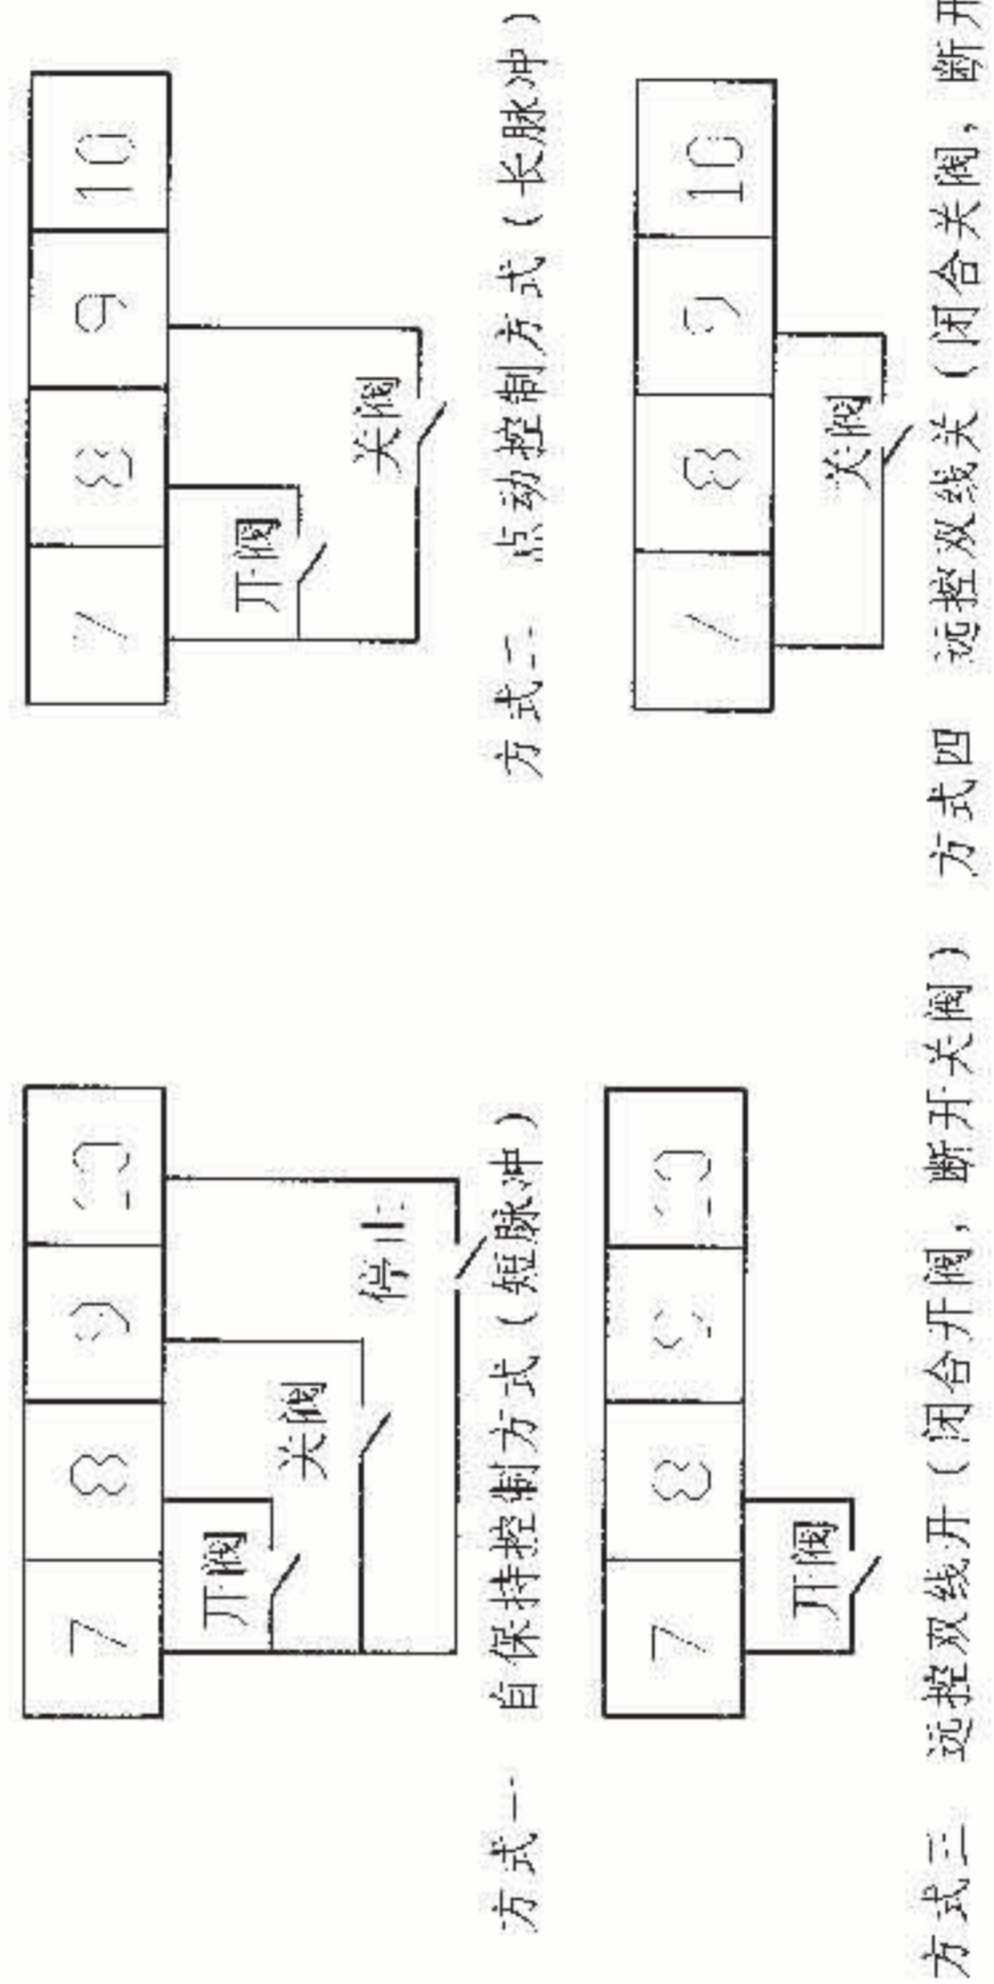 7 8 9 10
开阀
关阀
停止
方式一 自保持控制方式（短脉冲）
7 8 9 10
开阀
关阀
方式二 点动控制方式（长脉冲）
7 8 9 10
开阀
方式三 远控双线开（闭合开阀，断开关阀）
7 8 9 10
关阀
方式四 远控双线关（闭合关阀，断开